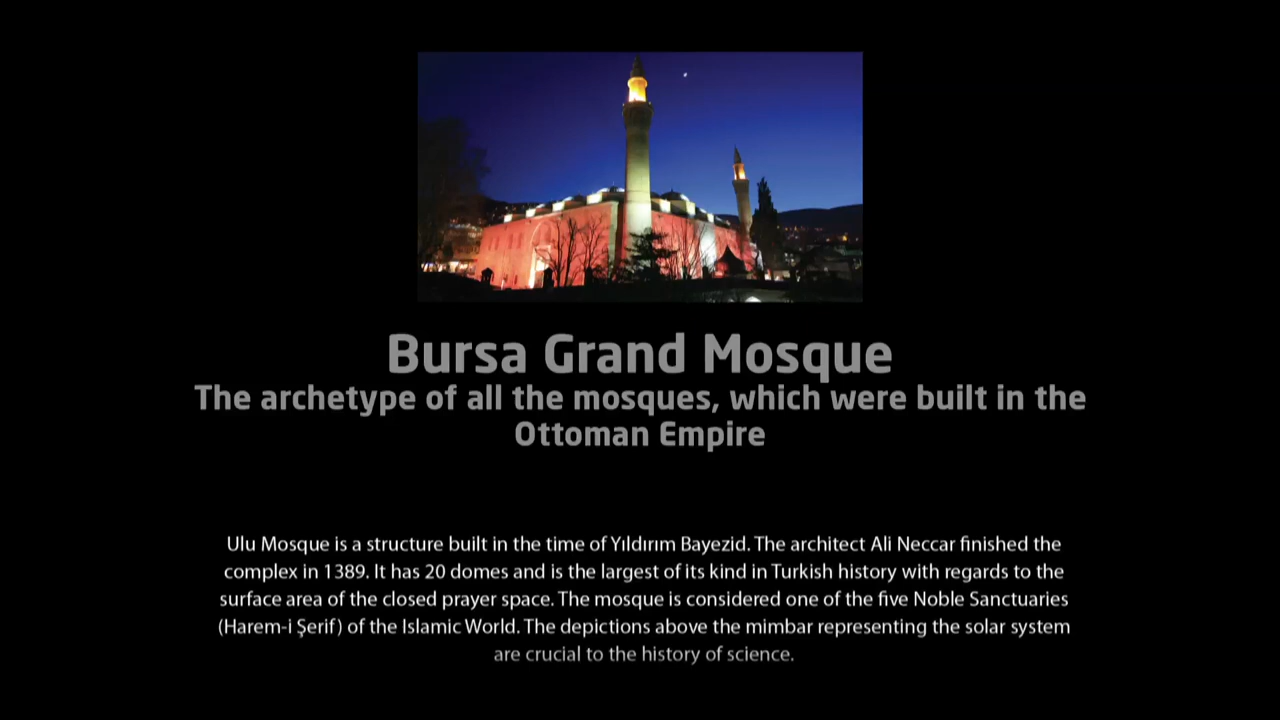 Bursa Grand Mosque
The archetype of all the mosques, which were built in the
Ottoman Empire
Ulu Mosque is a structure built in the time of Yıldırım Bayezid. The architect Ali Neccar finished the
complex in 1389. It has 20 domes and is the largest of its kind in Turkish history with regards to the
surface area of the closed prayer space. The mosque is considered one of the five Noble Sanctuaries
(Harem-i Şerif) of the Islamic World. The depictions above the mimbar representing the solar system
are crucial to the history of science.